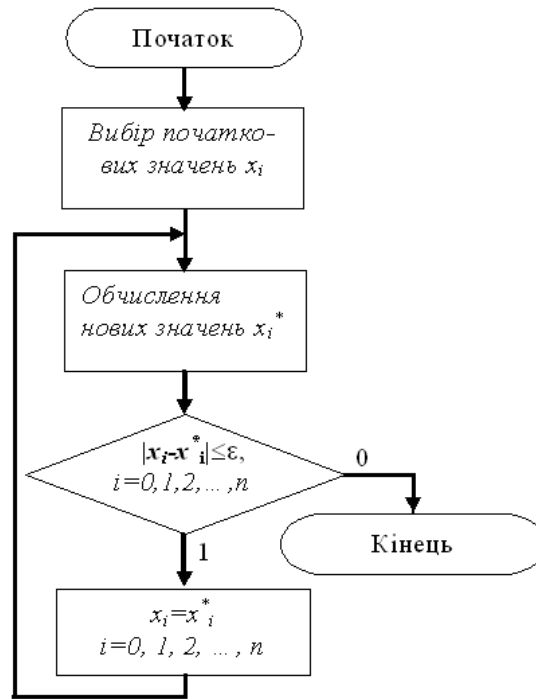 Початок
Вибір початко-
вих значень xᵢ
Обчислення
нових значень xᵢ*
|xᵢ-x*ᵢ|≤ε,
i=0,1,2,...,n
0
Кінець
1
xᵢ=x*ᵢ
i=0, 1, 2, ... , n